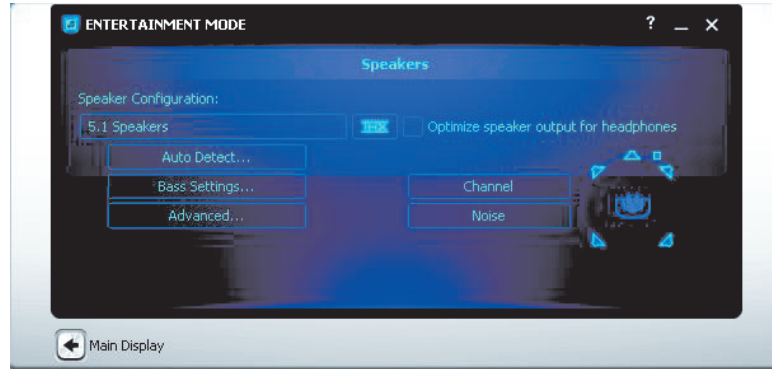 ENTERTAINMENT MODE ?
Speakers
Speaker Configuration:
5.1 Speakers THX Optimize speaker output for headphones
Auto Detect...
Bass Settings... Channel
Advanced... Noise
Main Display